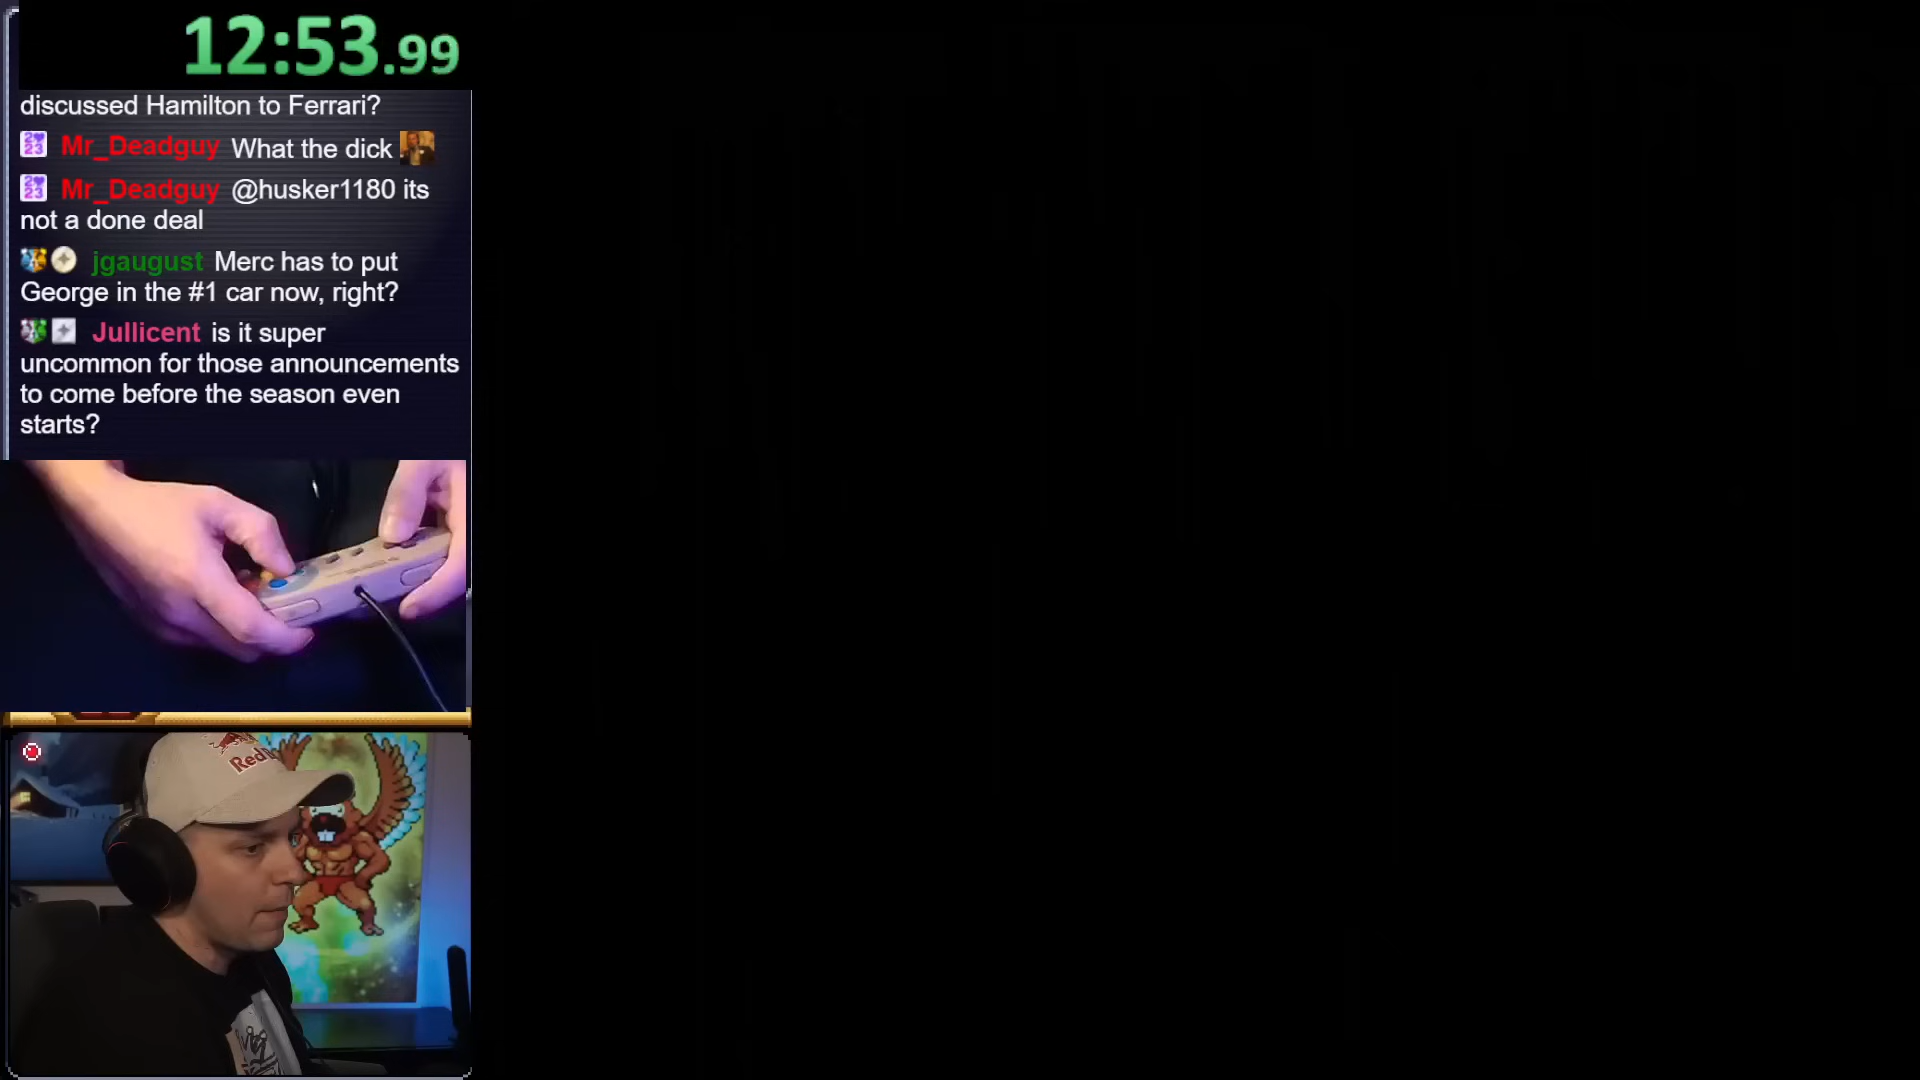 12:53.99
discussed Hamilton to Ferrari?
Mr_Deadguy What the dick
Mr_Deadguy @husker1180 its
not a done deal
jgaugust Merc has to put
George in the #1 car now, right?
Jullicent is it super
uncommon for those announcements
to come before the season even
starts?
Red